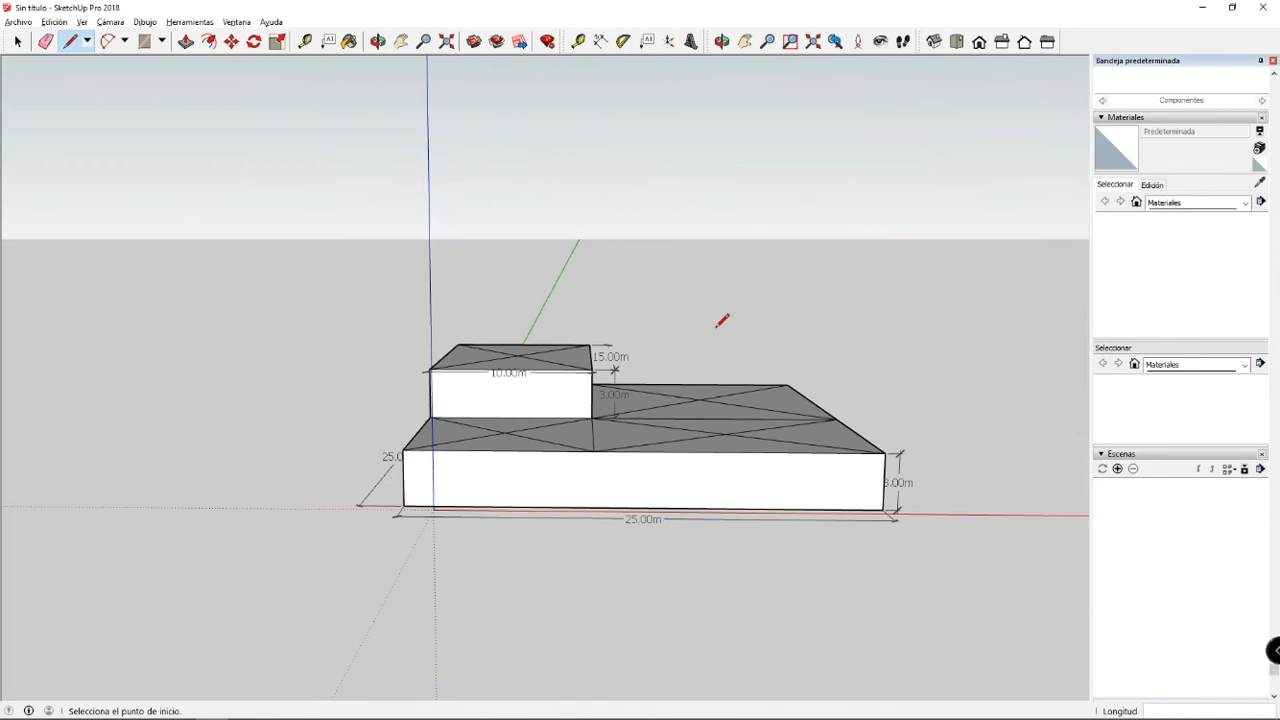 Sin título - SketchUp Pro 2018
Archivo Edición Ver Cámara Dibujo Herramientas Ventana Ayuda
Bandeja predeterminada
Componentes
Materiales
Predeterminada
Seleccionar Edición
Materiales
Seleccionar
Materiales
Escenas
15.00m
10.00m
3.00m
25.0
3.00m
25.00m
Selecciona el punto de inicio.
Longitud